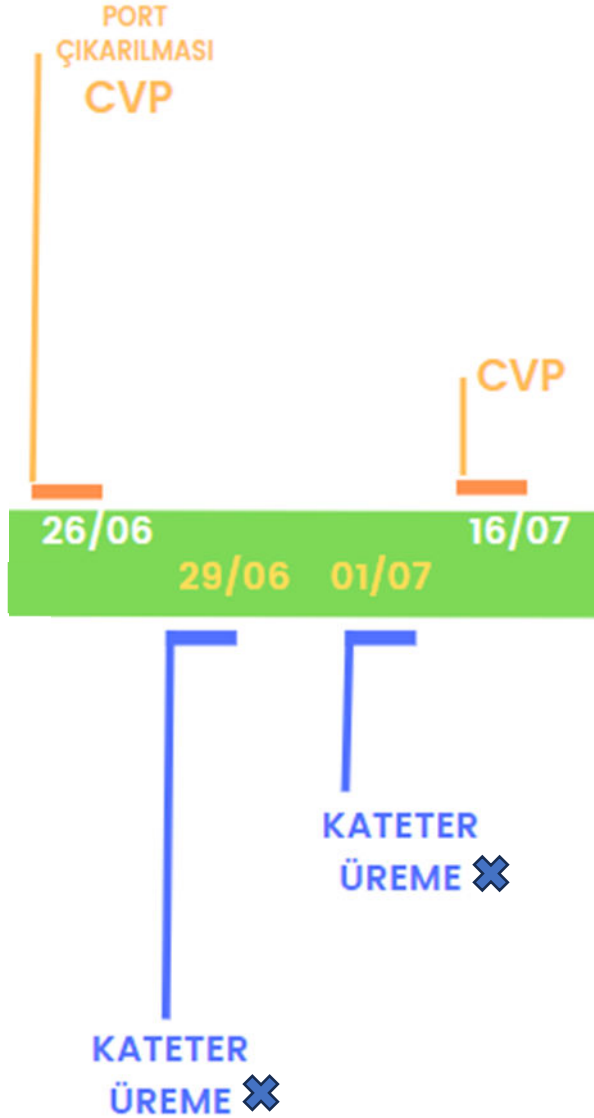 PORT
ÇIKARILMASI
CVP
CVP
26/06
16/07
29/06
01/07
KATETER
ÜREME
KATETER
ÜREME